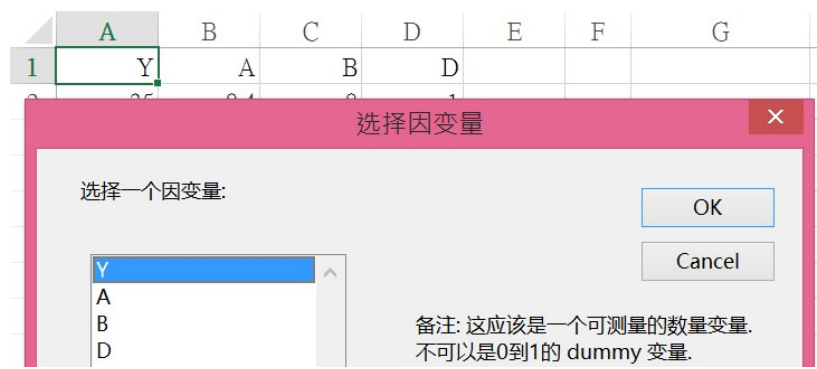 A B C D E F G
1 Y A B D
选择因变量
选择一个因变量:
OK
Cancel
Y
A
B
D
备注: 这应该是一个可测量的数量变量.
不可以是0到1的 dummy 变量.